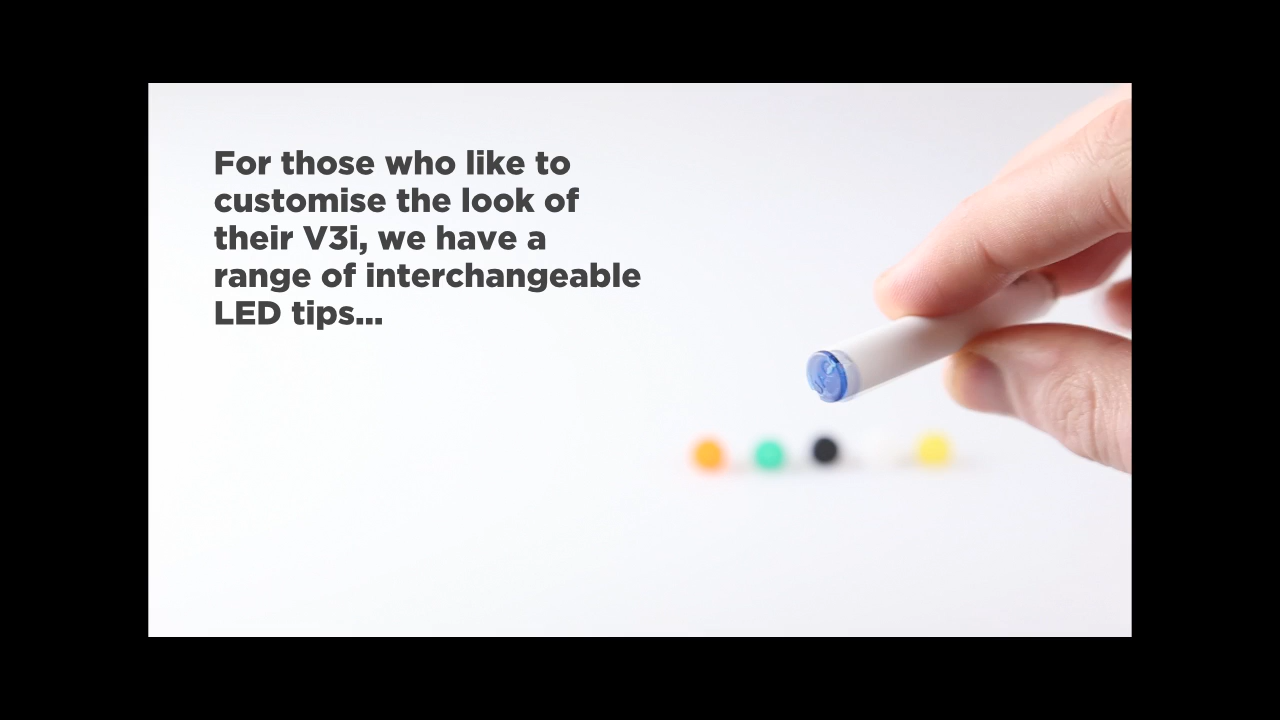 For those who like to
customise the look of
their V3i, we have a
range of interchangeable
LED tips...